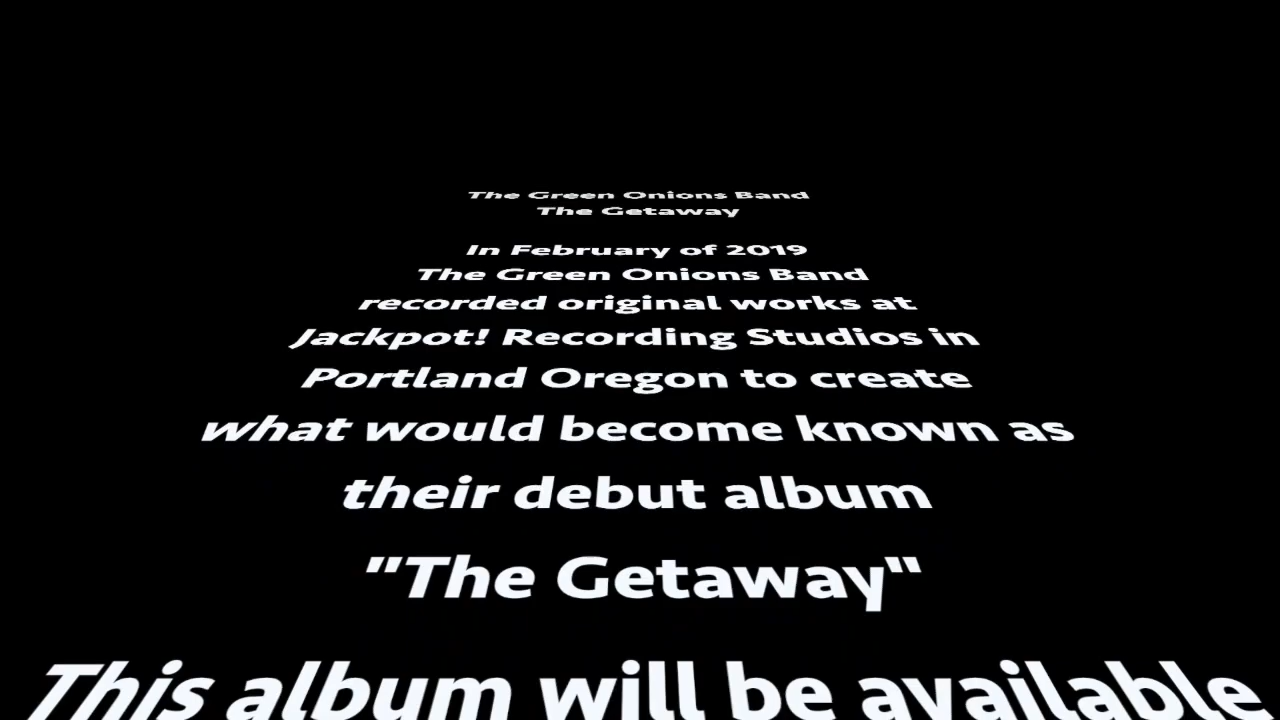 The Green Onions Band
The Getaway
In February of 2019
The Green Onions Band
recorded original works at
Jackpot! Recording Studios in
Portland Oregon to create
what would become known as
their debut album
"The Getaway"
This album will be available